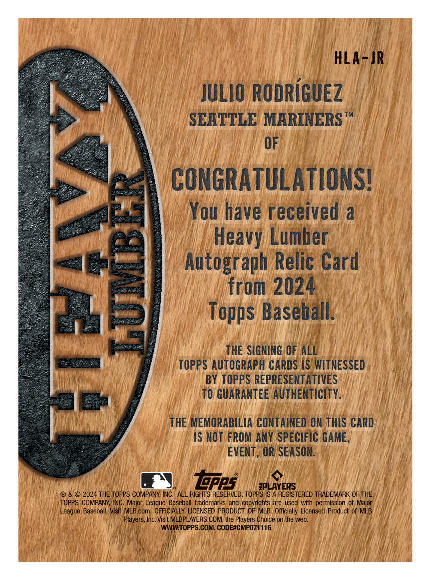 HLA-JR
JULIO RODRÍGUEZ
SEATTLE MARINERS™
OF
HEAVY
LUMBER
CONGRATULATIONS!
You have received a
Heavy Lumber
Autograph Relic Card
from 2024
Topps Baseball.
THE SIGNING OF ALL
TOPPS AUTOGRAPH CARDS IS WITNESSED
BY TOPPS REPRESENTATIVES
TO GUARANTEE AUTHENTICITY.
THE MEMORABILIA CONTAINED ON THIS CARD
IS NOT FROM ANY SPECIFIC GAME,
EVENT, OR SEASON.
Topps
PLAYERS
® & © 2024 THE TOPPS COMPANY, INC. ALL RIGHTS RESERVED. TOPPS IS A REGISTERED TRADEMARK OF THE
TOPPS COMPANY, INC. Major League Baseball trademarks and copyrights are used with permission of Major
League Baseball. Visit MLB.com. OFFICIALLY LICENSED PRODUCT OF MLB. Officially Licensed Product of MLB
Players, Inc. Visit MLBPLAYERS.COM, the Players Choice on the web.
WWW.TOPPS.COM. CODE#CMP071116